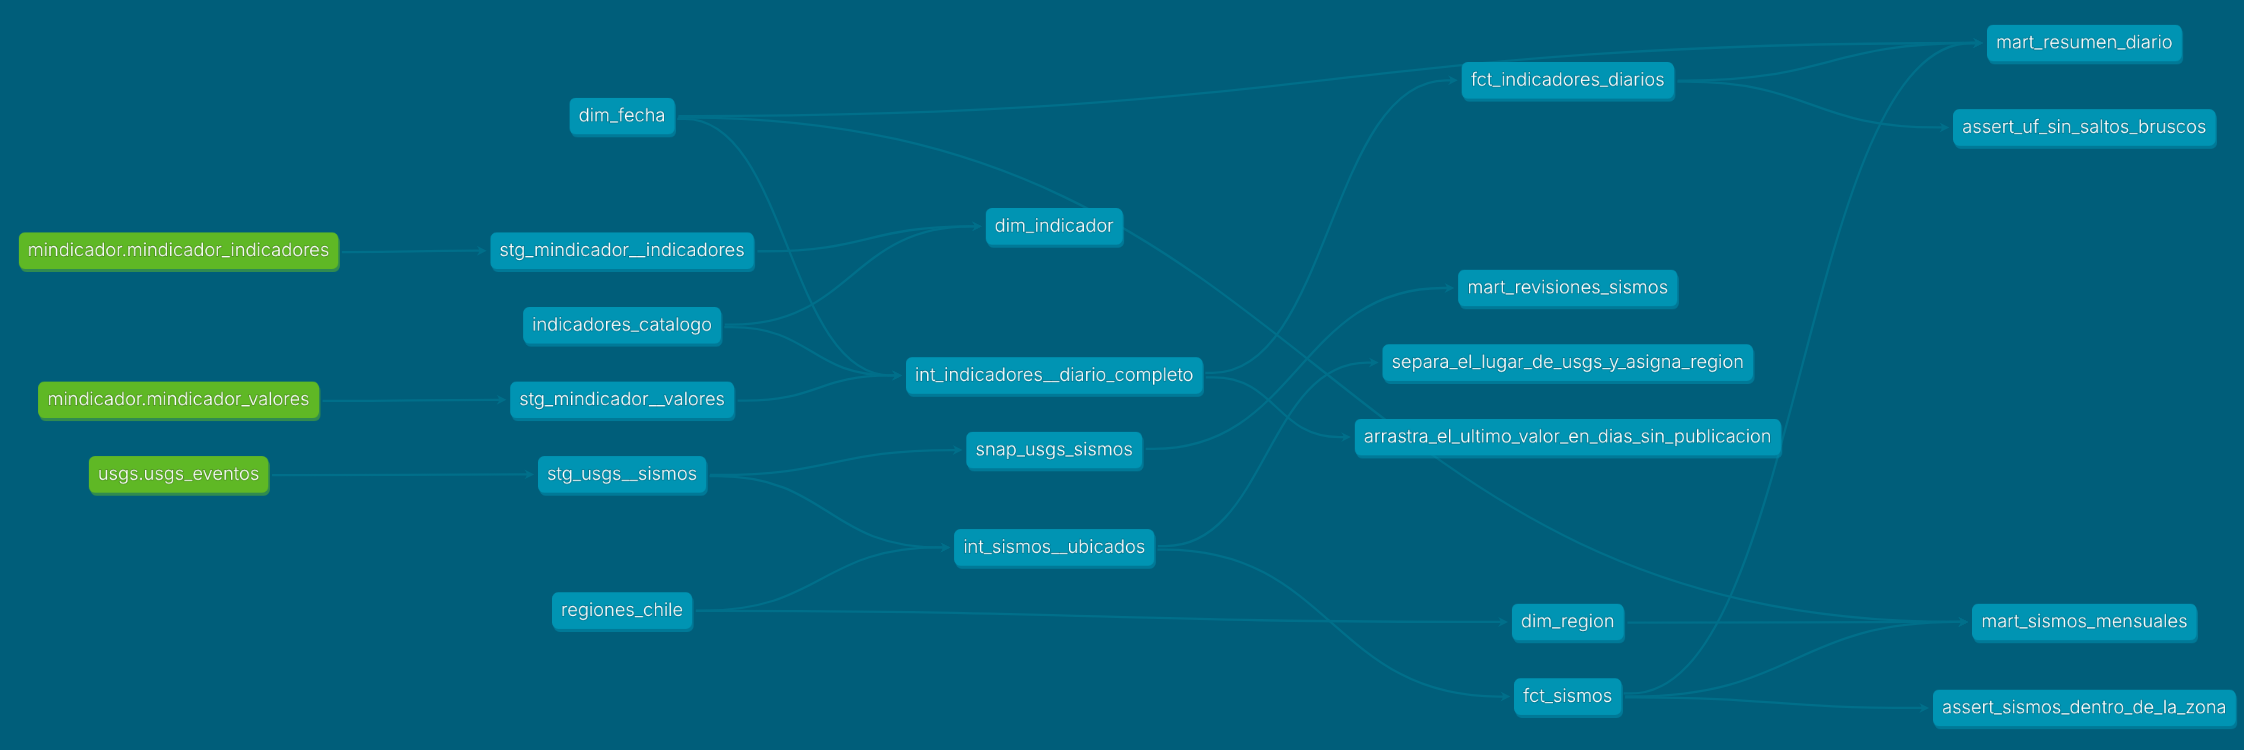 mart_resumen_diario
fct_indicadores_diarios
dim_fecha
assert_uf_sin_saltos_bruscos
dim_indicador
mindicador.mindicador_indicadores
stg_mindicador__indicadores
mart_revisiones_sismos
indicadores_catalogo
separa_el_lugar_de_usgs_y_asigna_region
int_indicadores__diario_completo
mindicador.mindicador_valores
stg_mindicador__valores
arrastra_el_ultimo_valor_en_dias_sin_publicacion
snap_usgs_sismos
usgs.usgs_eventos
stg_usgs__sismos
int_sismos__ubicados
regiones_chile
dim_region
mart_sismos_mensuales
fct_sismos
assert_sismos_dentro_de_la_zona